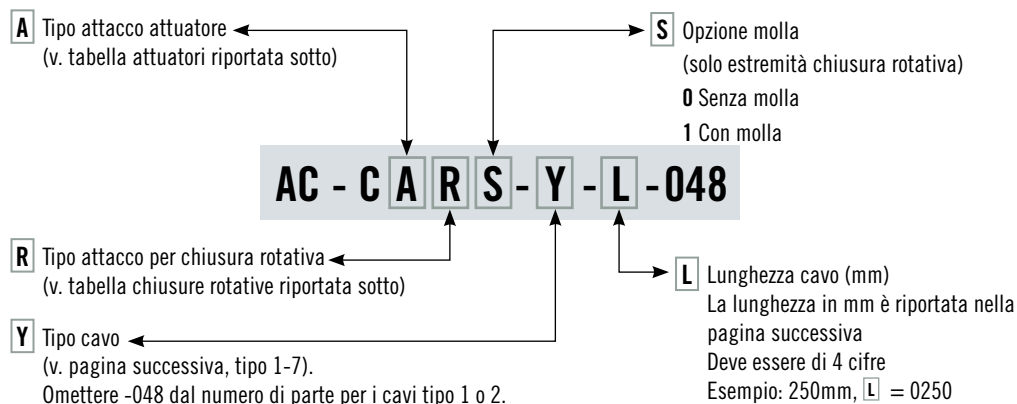 A Tipo attacco attuatore
(v. tabella attuatori riportata sotto)
S Opzione molla
(solo estremità chiusura rotativa)
0 Senza molla
1 Con molla
AC - C A R S - Y - L - 048
R Tipo attacco per chiusura rotativa
(v. tabella chiusure rotative riportata sotto)
Y Tipo cavo
(v. pagina successiva, tipo 1-7).
Omettere -048 dal numero di parte per i cavi tipo 1 o 2.
L Lunghezza cavo (mm)
La lunghezza in mm è riportata nella
pagina successiva
Deve essere di 4 cifre
Esempio: 250mm, L = 0250